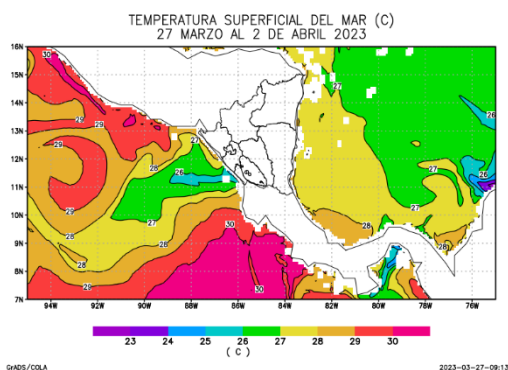 TEMPERATURA SUPERFICIAL DEL MAR (C)
27 MARZO AL 2 DE ABRIL 2023
16N
15N
14N
13N
12N
11N
10N
9N
8N
7N
30
29
29
29
29
28
27
26
27
28
28
30
30
27
26
26
27
27
28
28
94W 92W 90W 88W 86W 84W 82W 80W 78W 76W
23 24 25 26 27 28 29 30
( C )
GrADS/COLA
2023-03-27-09:13